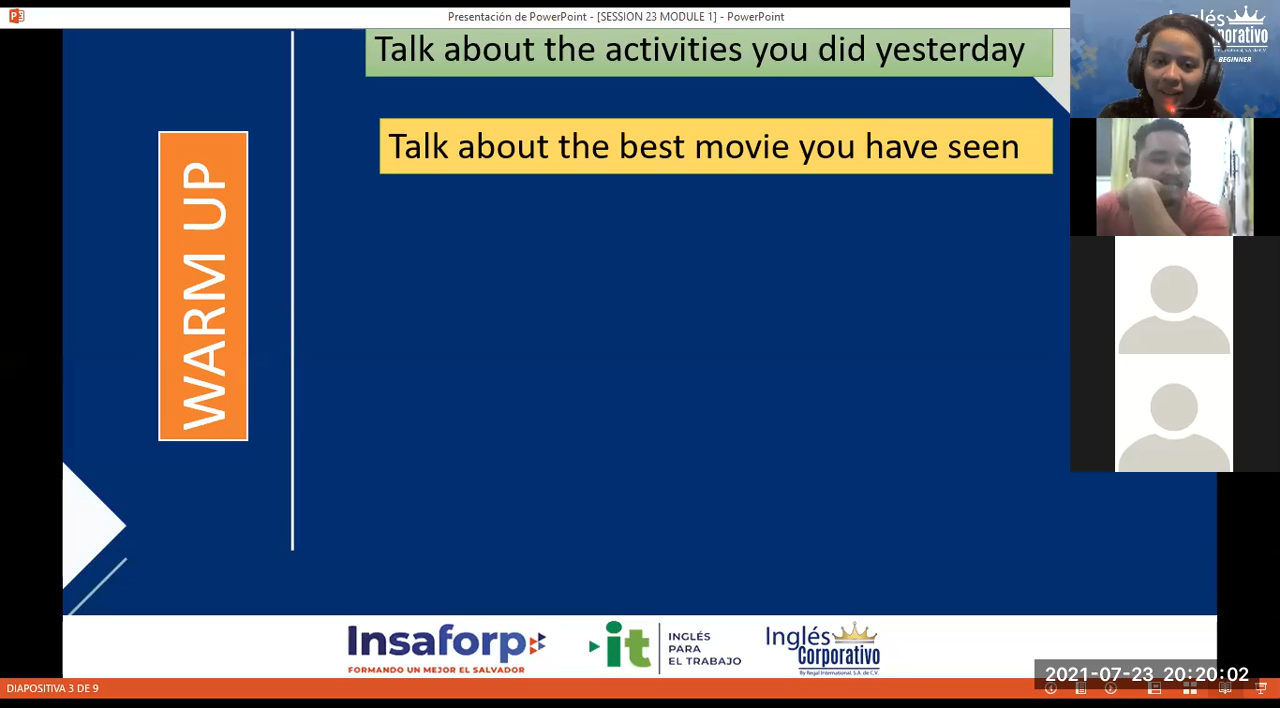 Presentación de PowerPoint - [SESSION 23 MODULE 1] - PowerPoint
Inglés
BEGINNER
Talk about the activities you did yesterday
Talk about the best movie you have seen
WARM UP
Insaforp
FORMANDO UN MEJOR EL SALVADOR
it
INGLÉS
PARA
EL TRABAJO
Inglés
Corporativo
By Regal International, S.A. de C.V.
2021-07-23 20:20:02
DIAPOSITIVA 3 DE 9